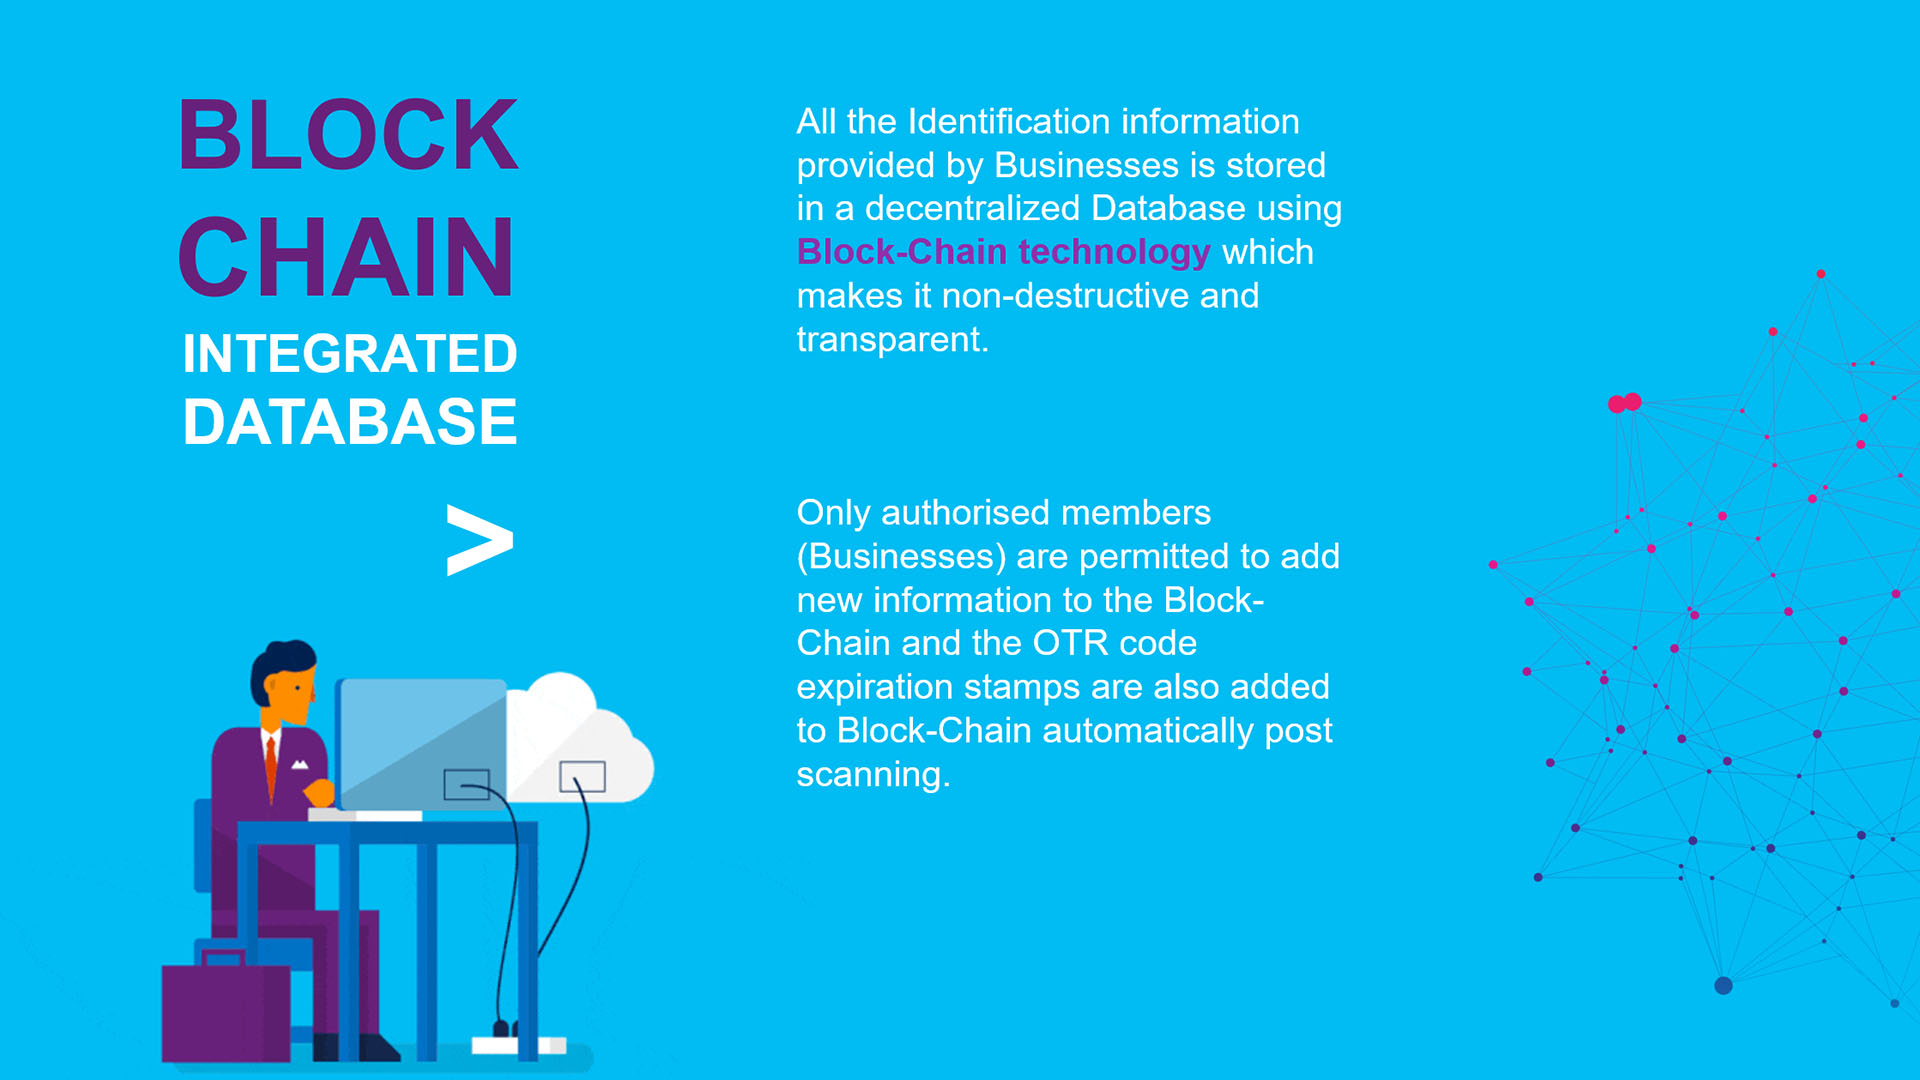 BLOCK
CHAIN
INTEGRATED
DATABASE
>
All the Identification information
provided by Businesses is stored
in a decentralized Database using
Block-Chain technology which
makes it non-destructive and
transparent.
Only authorised members
(Businesses) are permitted to add
new information to the Block-
Chain and the OTR code
expiration stamps are also added
to Block-Chain automatically post
scanning.